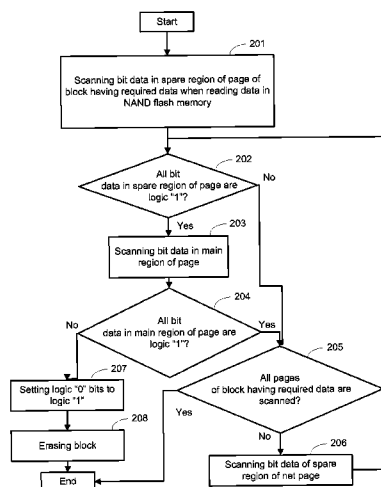 Start
201
Scanning bit data in spare region of page of
block having required data when reading data in
NAND flash memory
202
All bit
data in spare region of page are
logic "1"?
No
Yes
203
Scanning bit data in main
region of page
204
All bit
data in main region of page are
logic "1"?
No
Yes
205
All pages
of block having required data are
scanned?
207
Setting logic "0" bits to
logic "1"
Yes
208
Erasing block
No
206
Scanning bit data of spare
region of net page
End